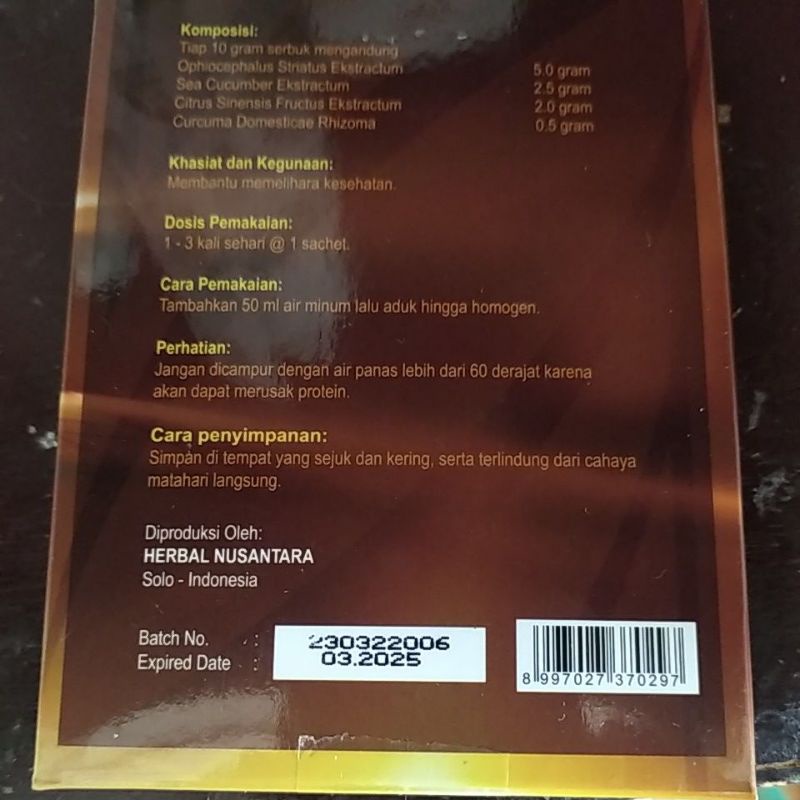 Komposisi:
Tiap 10 gram serbuk mengandung
Ophiocephalus Striatus Ekstractum 5.0 gram
Sea Cucumber Ekstractum 2.5 gram
Citrus Sinensis Fructus Ekstractum 2.0 gram
Curcuma Domesticae Rhizoma 0.5 gram
Khasiat dan Kegunaan:
Membantu memelihara kesehatan.
Dosis Pemakaian:
1 - 3 kali sehari @ 1 sachet.
Cara Pemakaian:
Tambahkan 50 ml air minum lalu aduk hingga homogen.
Perhatian:
Jangan dicampur dengan air panas lebih dari 60 derajat karena
akan dapat merusak protein.
Cara penyimpanan:
Simpan di tempat yang sejuk dan kering, serta terlindung dari cahaya
matahari langsung.
Diproduksi Oleh:
HERBAL NUSANTARA
Solo - Indonesia
Batch No. : 230322006
Expired Date : 03.2025
8 997027 370297